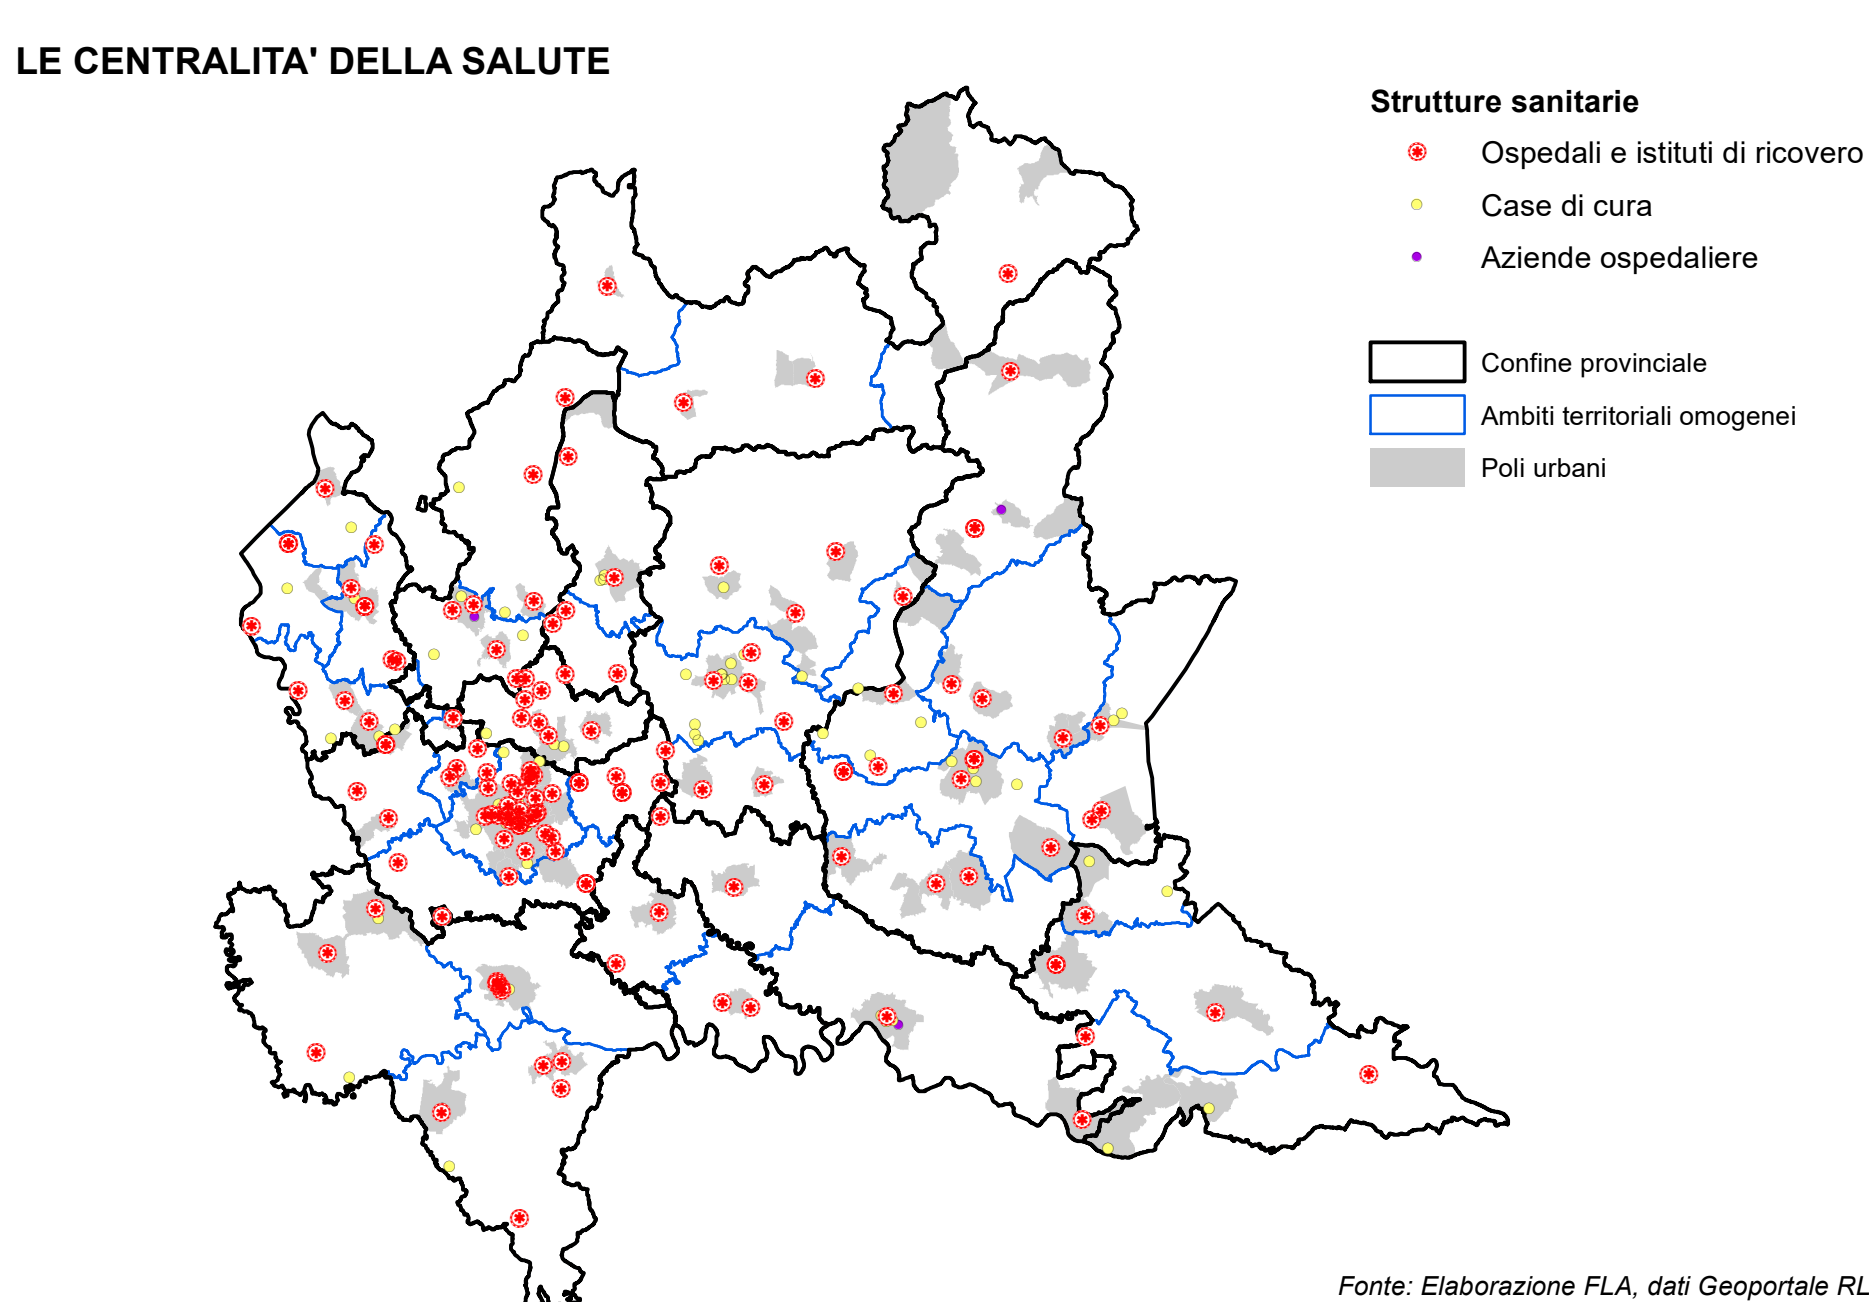 LE CENTRALITA' DELLA SALUTE
Strutture sanitarie
Ospedali e istituti di ricovero
Case di cura
Aziende ospedaliere
Confine provinciale
Ambiti territoriali omogenei
Poli urbani
Fonte: Elaborazione FLA, dati Geoportale RL